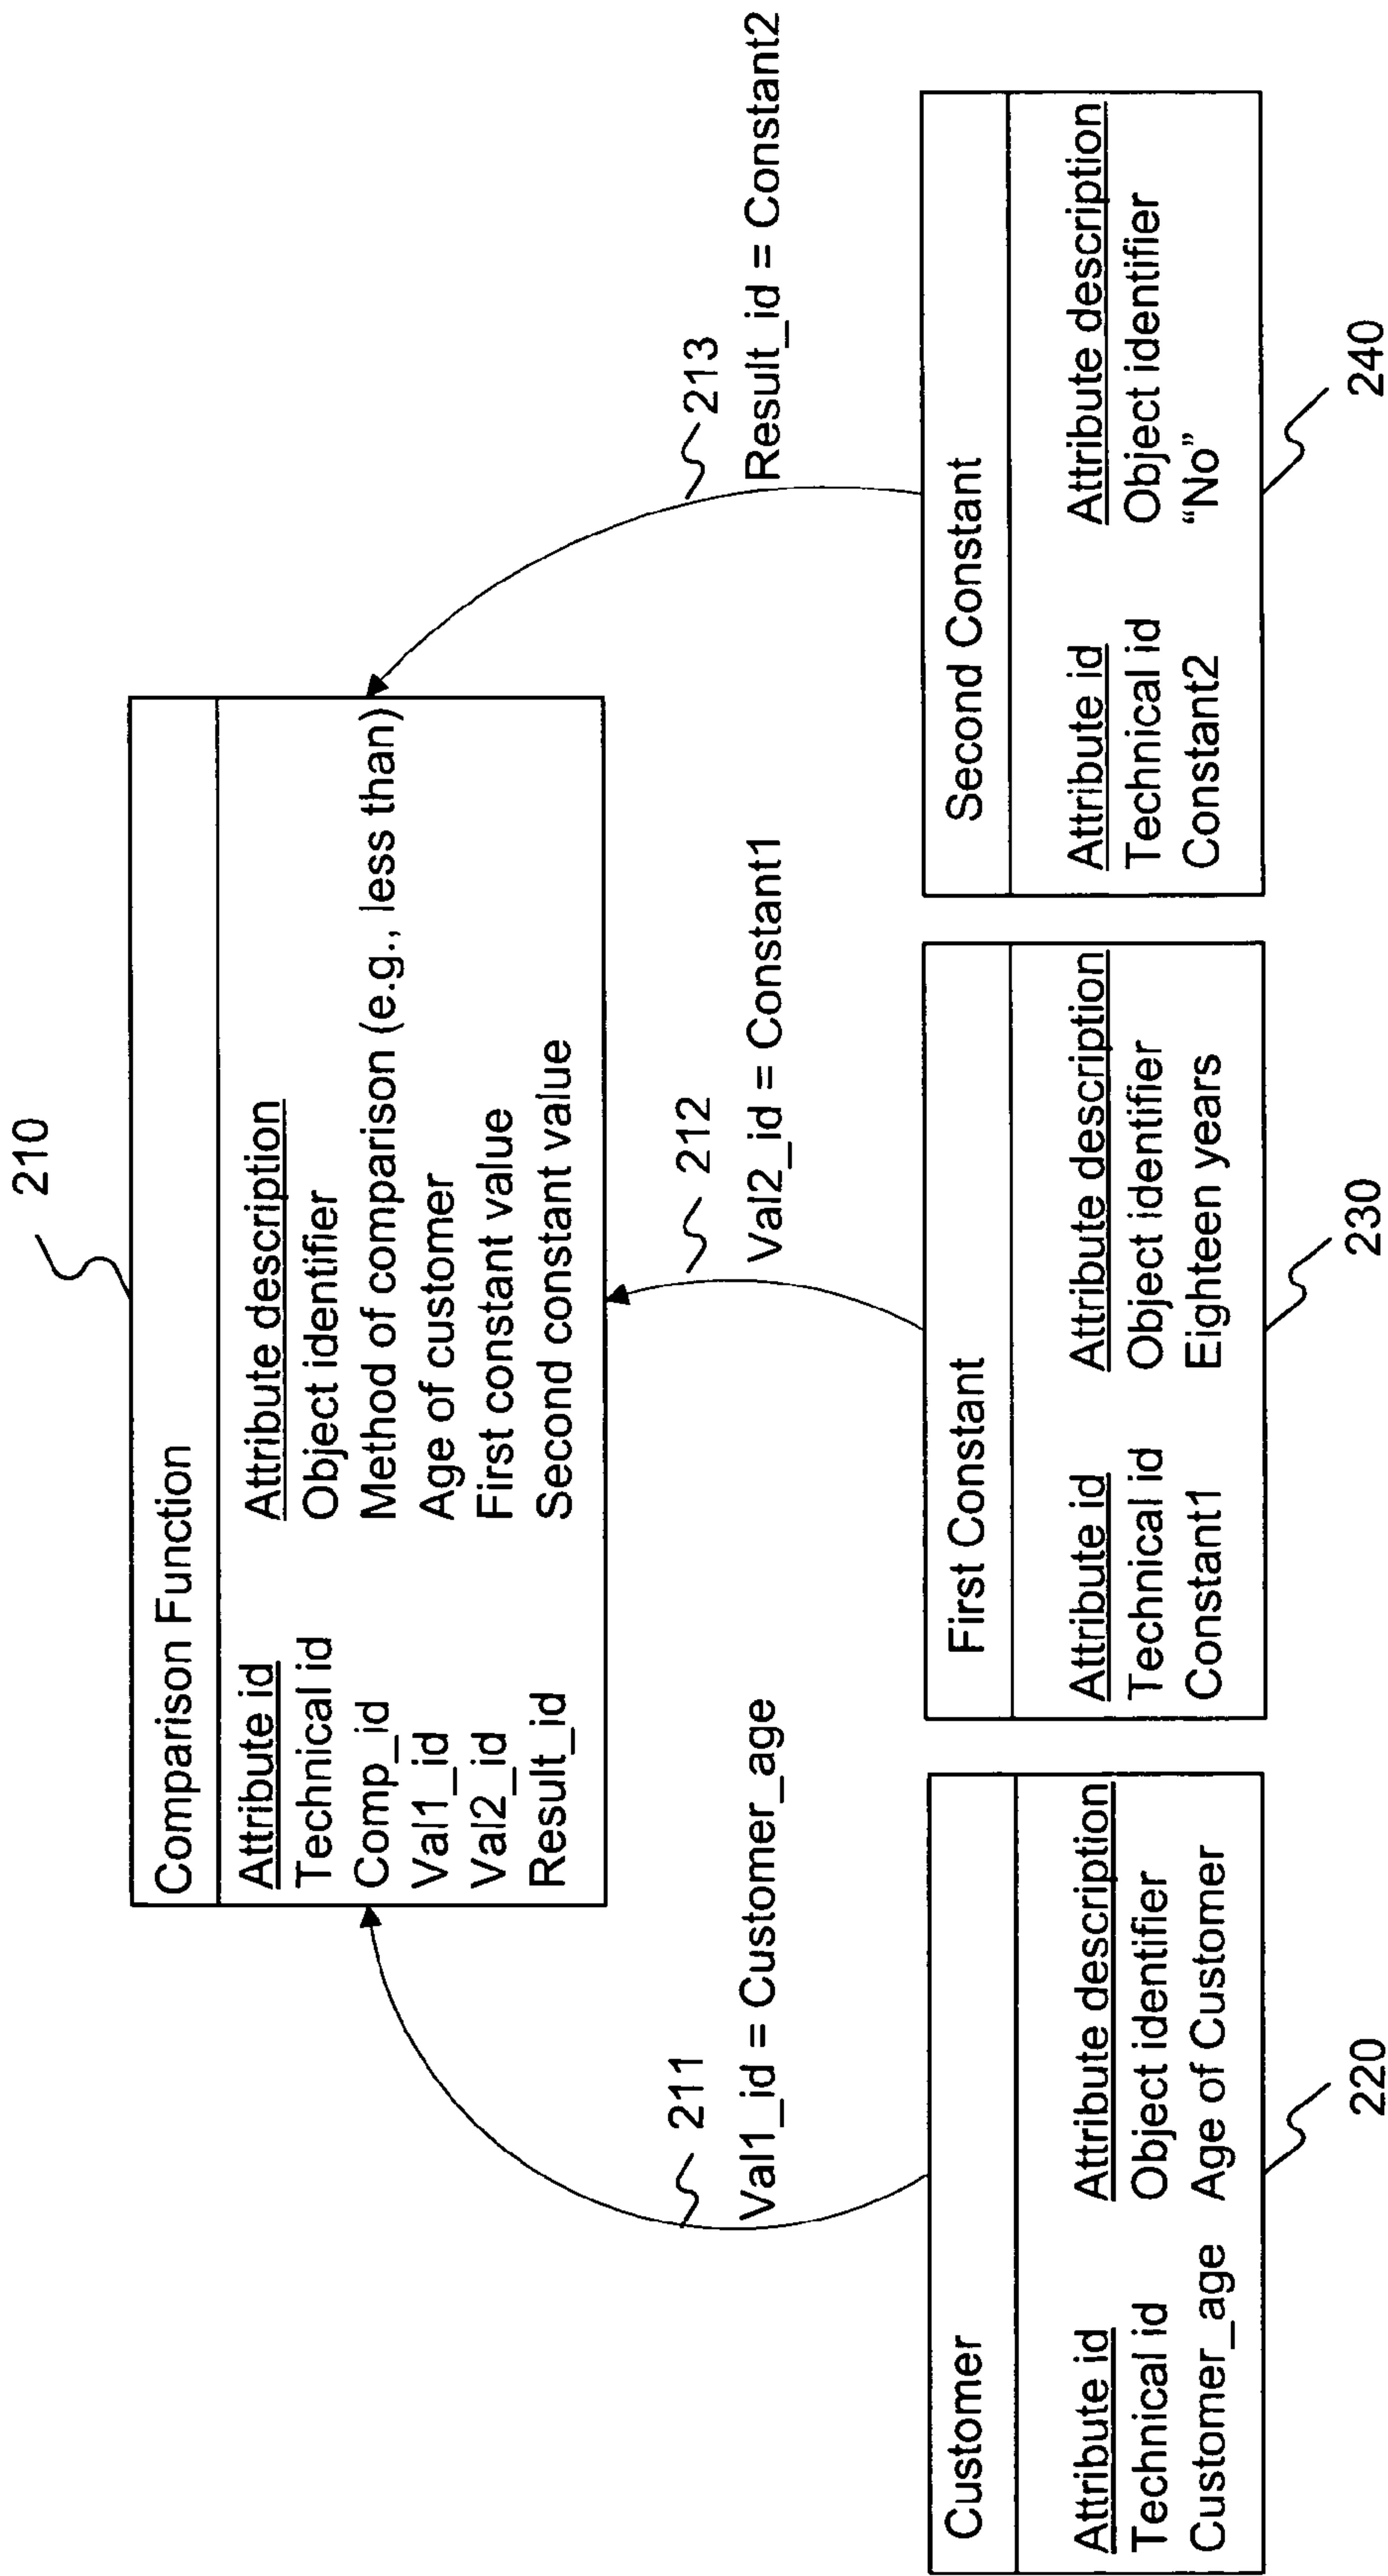 210
Comparison Function
Attribute id Attribute description
Technical id Object identifier
Comp_id Method of comparison (e.g., less than)
Val1_id Age of customer
Val2_id First constant value
Result_id Second constant value
211
Val1_id = Customer_age
212
Val2_id = Constant1
213
Result_id = Constant2
Customer
Attribute id Attribute description
Technical id Object identifier
Customer_age Age of Customer
220
First Constant
Attribute id Attribute description
Technical id Object identifier
Constant1 Eighteen years
230
Second Constant
Attribute id Attribute description
Technical id Object identifier
Constant2 “No”
240